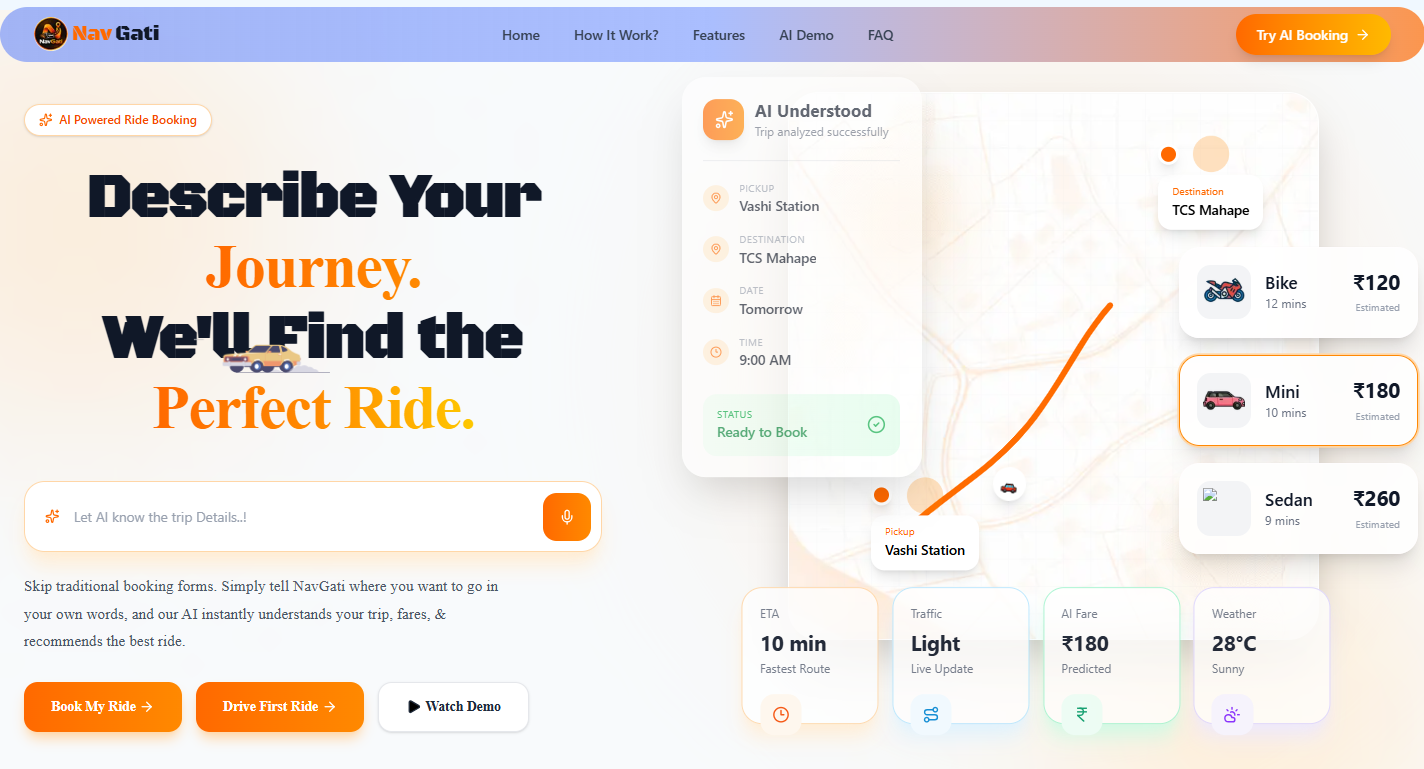 NavGati
Nav Gati
Home
How It Work?
Features
AI Demo
FAQ
Try AI Booking →
AI Powered Ride Booking
Describe Your
Journey.
We'll Find the
Perfect Ride.
Let AI know the trip Details..!
Skip traditional booking forms. Simply tell NavGati where you want to go in
your own words, and our AI instantly understands your trip, fares, &
recommends the best ride.
Book My Ride →
Drive First Ride →
▶ Watch Demo
AI Understood
Trip analyzed successfully
PICKUP
Vashi Station
DESTINATION
TCS Mahape
DATE
Tomorrow
TIME
9:00 AM
STATUS
Ready to Book
Destination
TCS Mahape
Pickup
Vashi Station
Bike
12 mins
₹120
Estimated
Mini
10 mins
₹180
Estimated
Sedan
9 mins
₹260
Estimated
ETA
10 min
Fastest Route
Traffic
Light
Live Update
AI Fare
₹180
Predicted
₹
Weather
28°C
Sunny